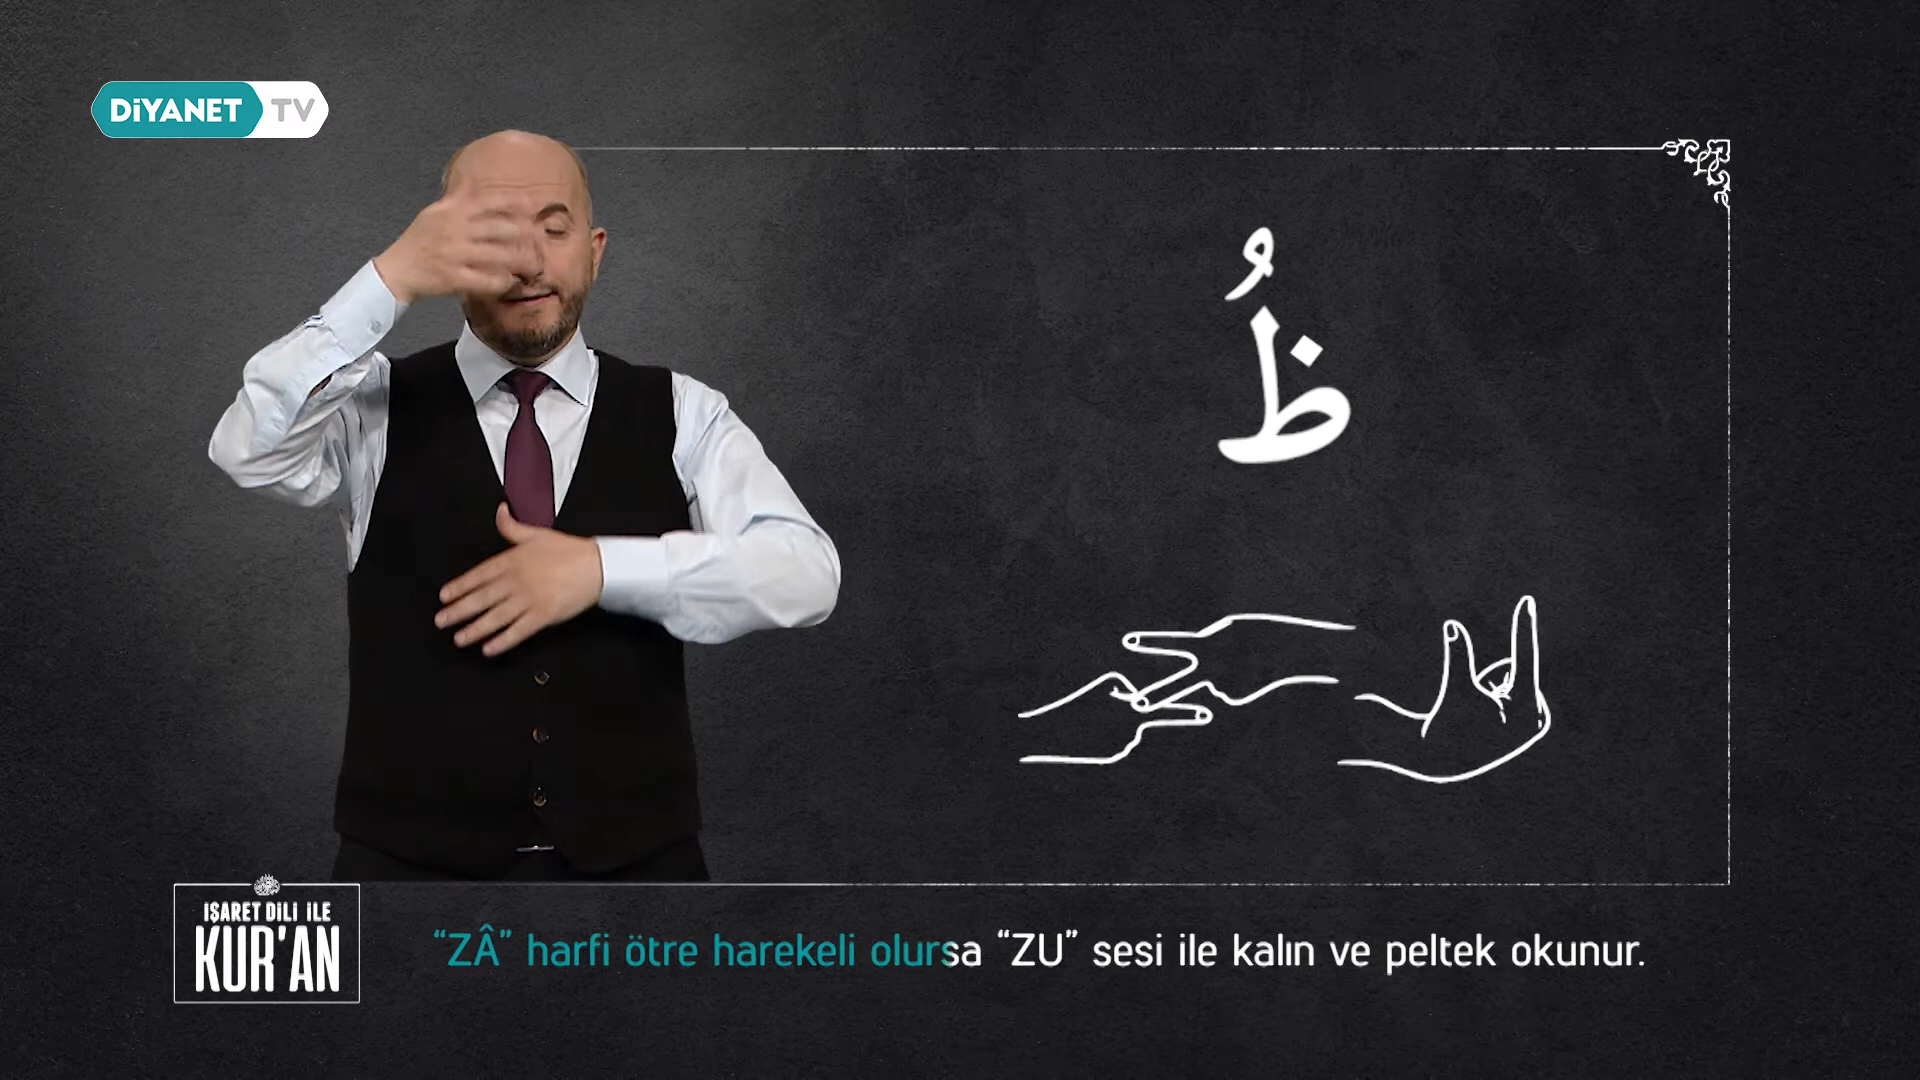 DİYANET TV
ظُ
İŞARET DİLİ İLE
KUR'AN
“ZÂ” harfi ötre harekeli olursa “ZU” sesi ile kalın ve peltek okunur.